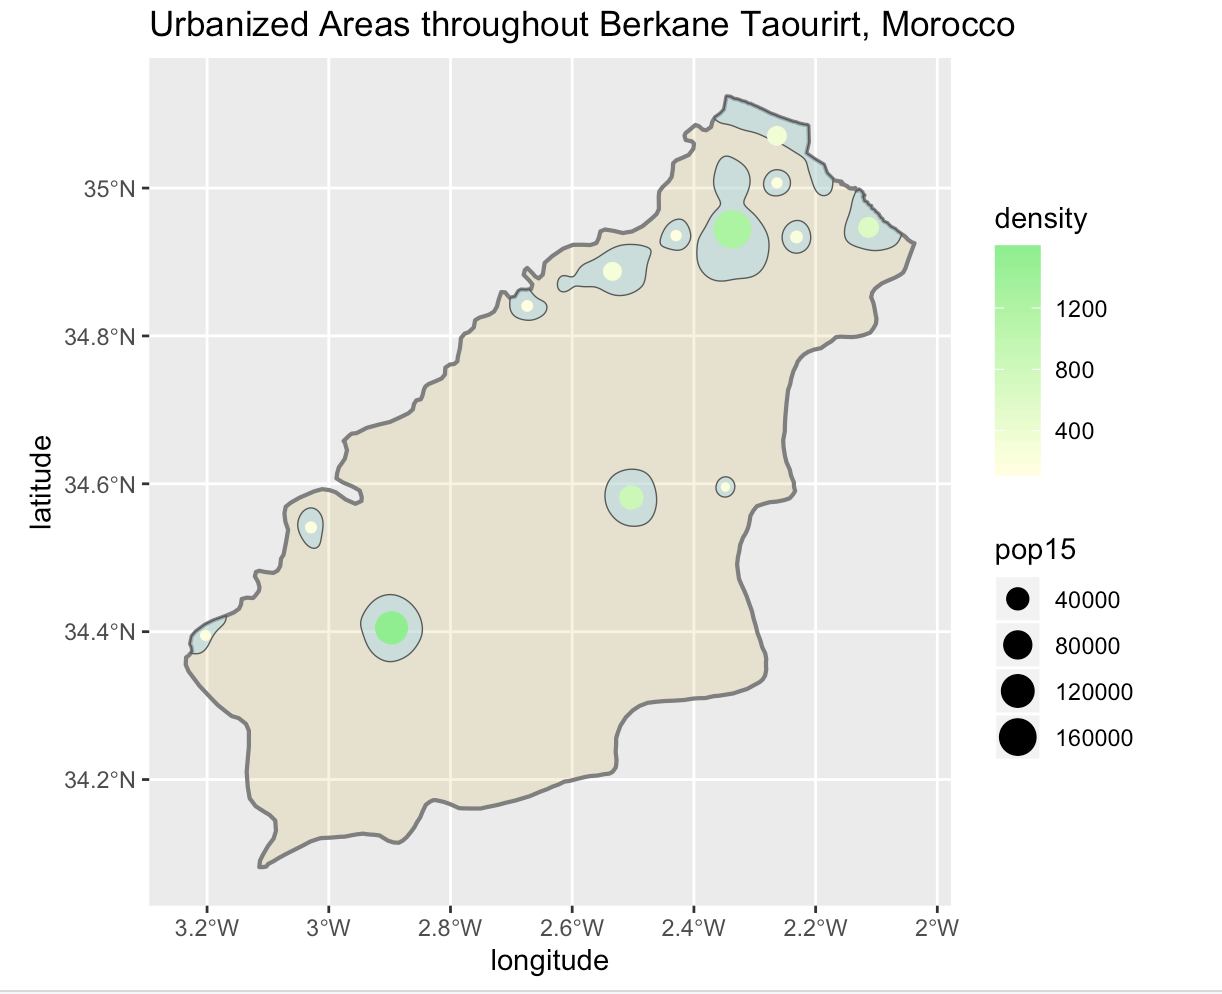 Urbanized Areas throughout Berkane Taourirt, Morocco
35°N
34.8°N
34.6°N
34.4°N
34.2°N
latitude
3.2°W
3°W
2.8°W
2.6°W
2.4°W
2.2°W
2°W
longitude
density
1200
800
400
pop15
40000
80000
120000
160000